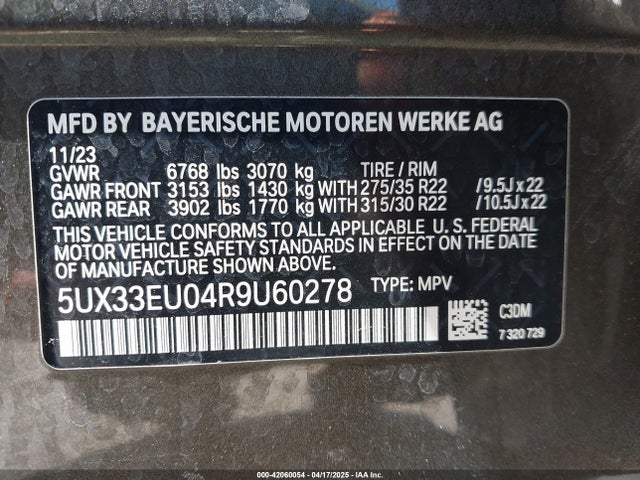 MFD BY BAYERISCHE MOTOREN WERKE AG
11/23
GVWR 6768 lbs 3070 kg TIRE / RIM
GAWR FRONT 3153 lbs 1430 kg WITH 275/35 R22 / 9.5J x 22
GAWR REAR 3902 lbs 1770 kg WITH 315/30 R22 / 10.5J x 22
THIS VEHICLE CONFORMS TO ALL APPLICABLE U. S. FEDERAL
MOTOR VEHICLE SAFETY STANDARDS IN EFFECT ON THE DATE
OF MANUFACTURE SHOWN ABOVE.
5UX33EU04R9U60278 TYPE: MPV
C3DM
7 320 729
000-42060054 - 04/17/2025 - IAA Inc.